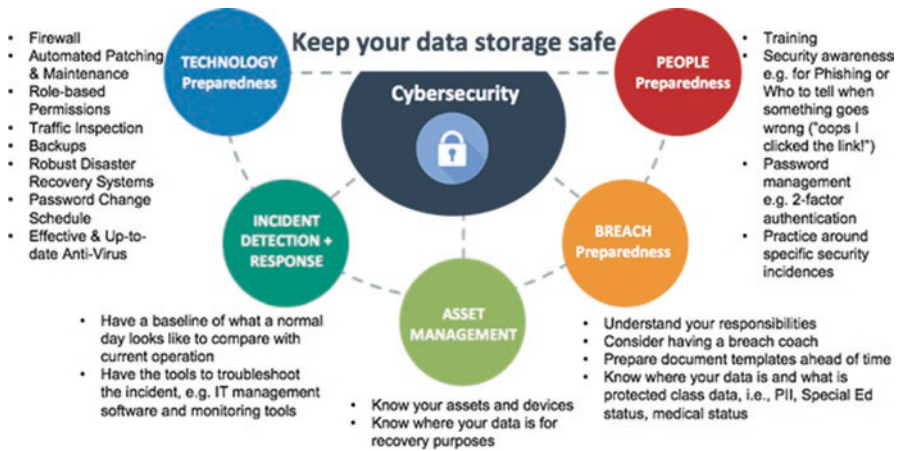 Keep your data storage safe
TECHNOLOGY
Preparedness
• Firewall
• Automated Patching
& Maintenance
• Role-based
Permissions
• Traffic Inspection
• Backups
• Robust Disaster
Recovery Systems
• Password Change
Schedule
• Effective & Up-to-
date Anti-Virus
Cybersecurity
PEOPLE
Preparedness
• Training
• Security awareness
e.g. for Phishing or
Who to tell when
something goes
wrong ("oops I
clicked the link!")
• Password
management
e.g. 2-factor
authentication
• Practice around
specific security
incidences
INCIDENT
DETECTION +
RESPONSE
• Have a baseline of what a normal
day looks like to compare with
current operation
• Have the tools to troubleshoot
the incident, e.g. IT management
software and monitoring tools
ASSET
MANAGEMENT
• Know your assets and devices
• Know where your data is for
recovery purposes
BREACH
Preparedness
• Understand your responsibilities
• Consider having a breach coach
• Prepare document templates ahead of time
• Know where your data is and what is
protected class data, i.e., PII, Special Ed
status, medical status